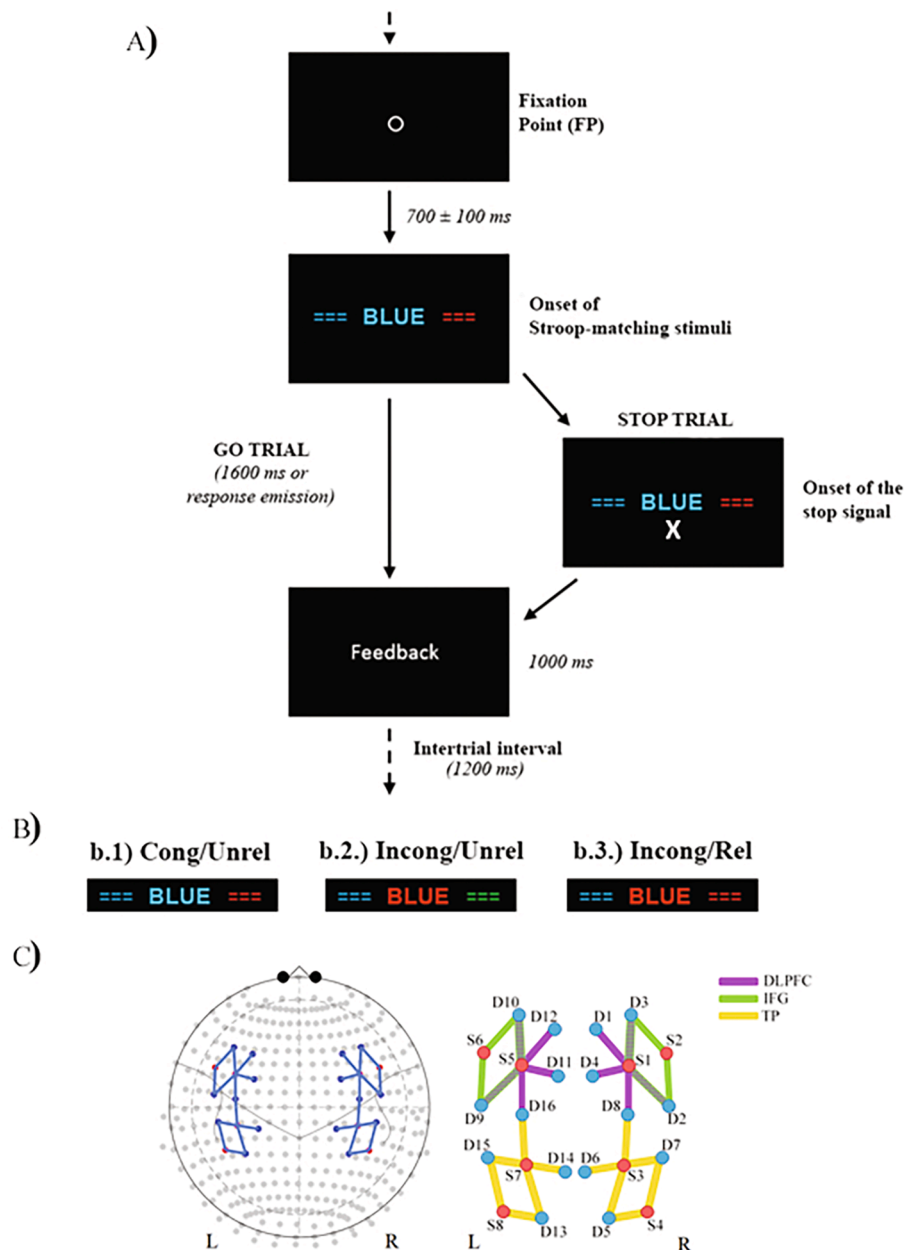 A)
Fixation
Point (FP)
700 ± 100 ms
=== BLUE ===
Onset of
Stroop-matching stimuli
GO TRIAL
(1600 ms or
response emission)
STOP TRIAL
=== BLUE ===
X
Onset of the
stop signal
Feedback
1000 ms
Intertrial interval
(1200 ms)
B)
b.1) Cong/Unrel
b.2.) Incong/Unrel
b.3.) Incong/Rel
=== BLUE ===
=== BLUE ===
=== BLUE ===
C)
DLPFC
IFG
TP
D10
D12
D1
D3
S6
S5
D11
D4
S1
S2
D9
D16
D8
D2
D15
D14
D6
D7
S7
S3
S8
D13
D5
S4
L
R
L
R